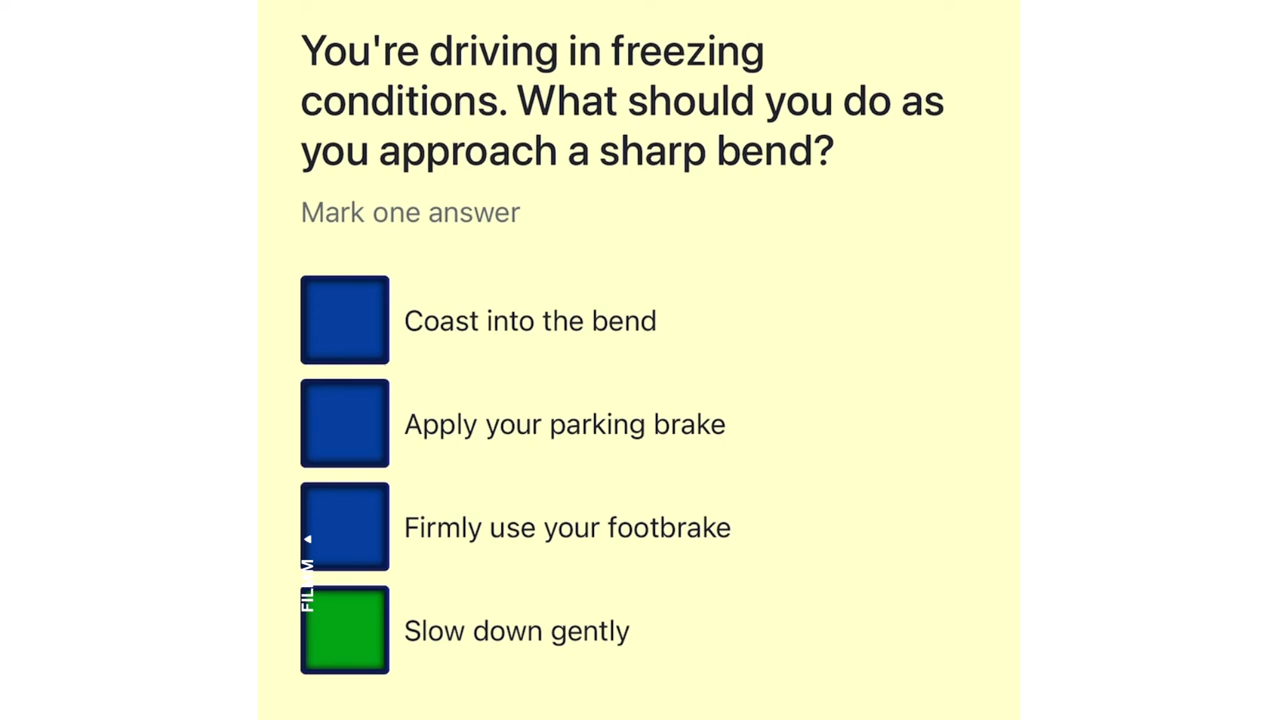 You're driving in freezing
conditions. What should you do as
you approach a sharp bend?
Mark one answer
Coast into the bend
Apply your parking brake
Firmly use your footbrake
Slow down gently